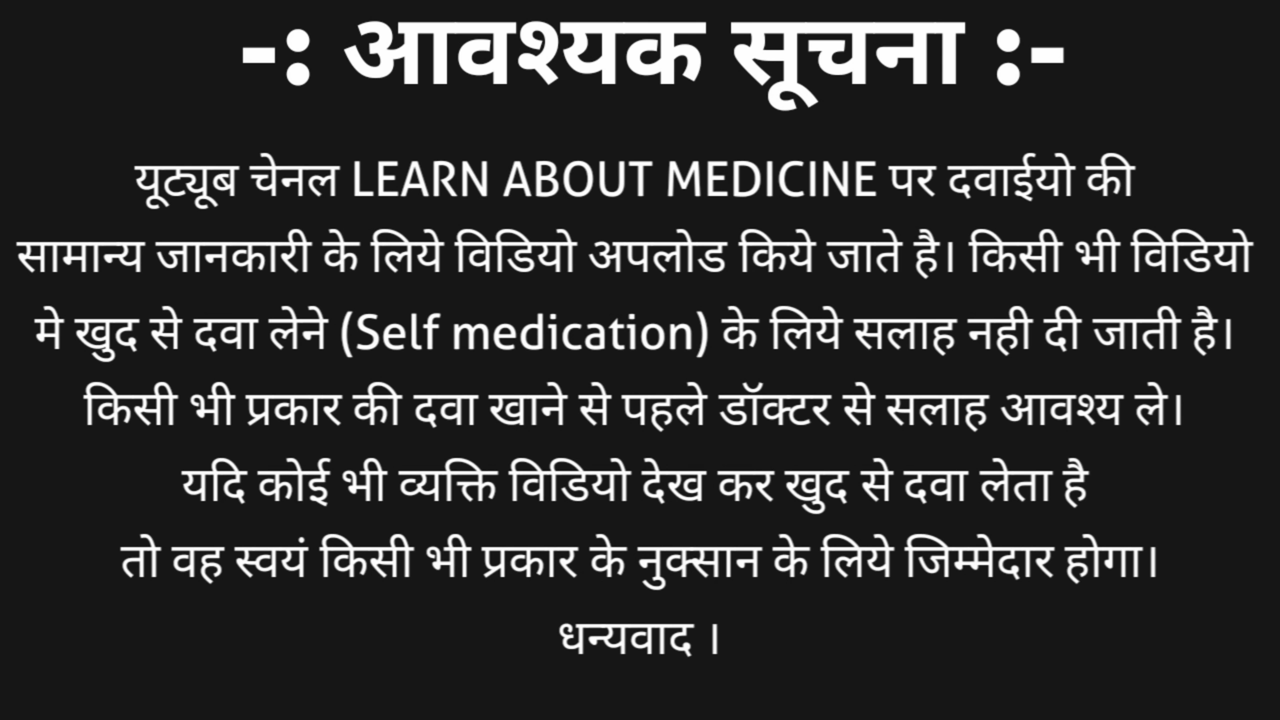 -: आवश्यक सूचना :-
यूट्यूब चेनल LEARN ABOUT MEDICINE पर दवाईयो की
सामान्य जानकारी के लिये विडियो अपलोड किये जाते है। किसी भी विडियो
मे खुद से दवा लेने (Self medication) के लिये सलाह नही दी जाती है।
किसी भी प्रकार की दवा खाने से पहले डॉक्टर से सलाह आवश्य ले।
यदि कोई भी व्यक्ति विडियो देख कर खुद से दवा लेता है
तो वह स्वयं किसी भी प्रकार के नुक्सान के लिये जिम्मेदार होगा।
धन्यवाद ।